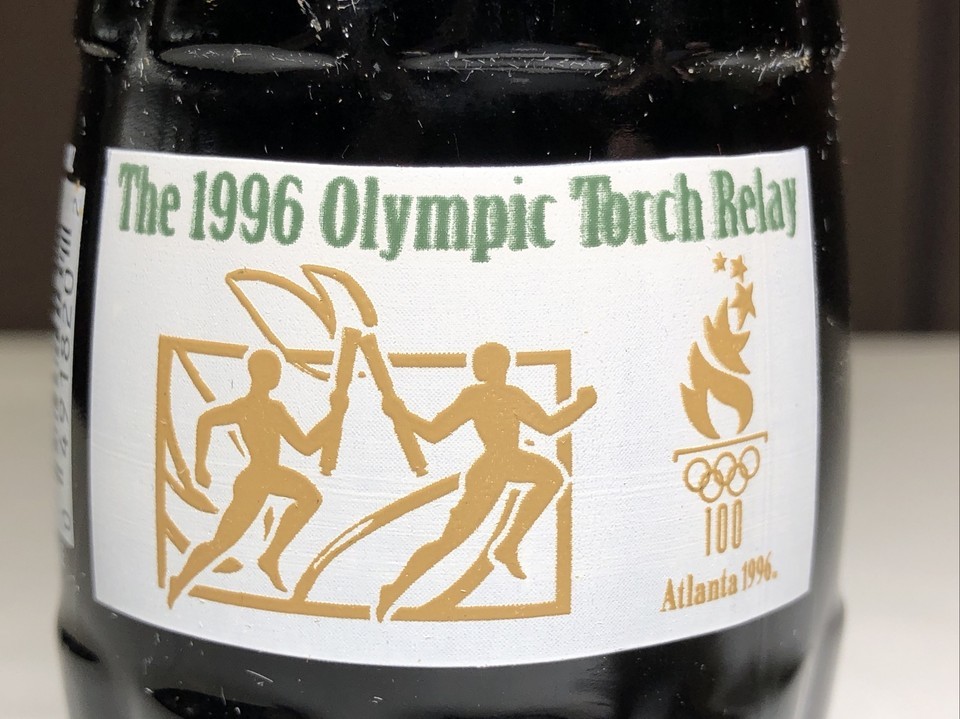 The 1996 Olympic Torch Relay
100
Atlanta 1996.